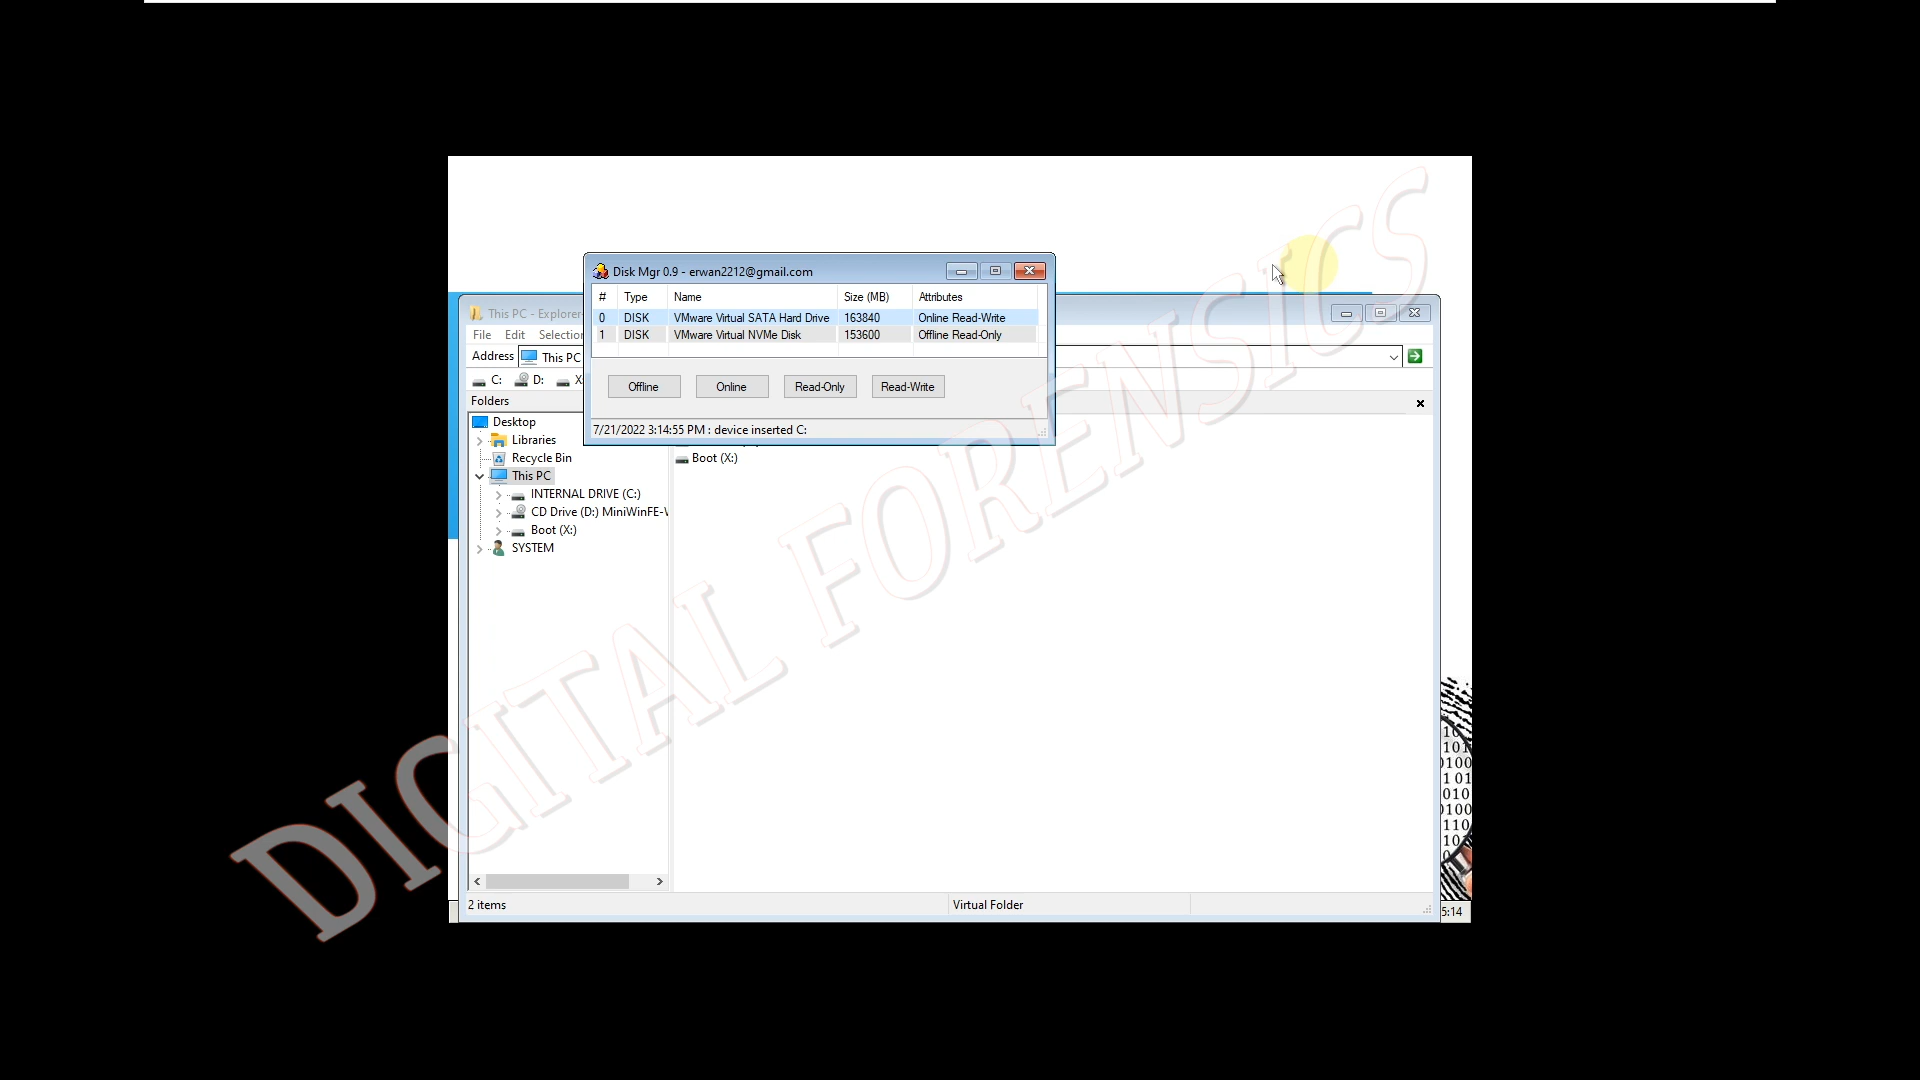 Disk Mgr 0.9 - erwan2212@gmail.com
# Type Name Size (MB) Attributes
0 DISK VMware Virtual SATA Hard Drive 163840 Online Read-Write
1 DISK VMware Virtual NVMe Disk 153600 Offline Read-Only
Offline Online Read-Only Read-Write
7/21/2022 3:14:55 PM : device inserted C:
This PC - Explorer
File Edit Selection
Address This PC
C: D: X
Folders
Desktop
Libraries
Recycle Bin
This PC
INTERNAL DRIVE (C:)
CD Drive (D:) MiniWinFE-
Boot (X:)
SYSTEM
Boot (X:)
2 items
Virtual Folder
5:14
DIGITAL FORENSICS